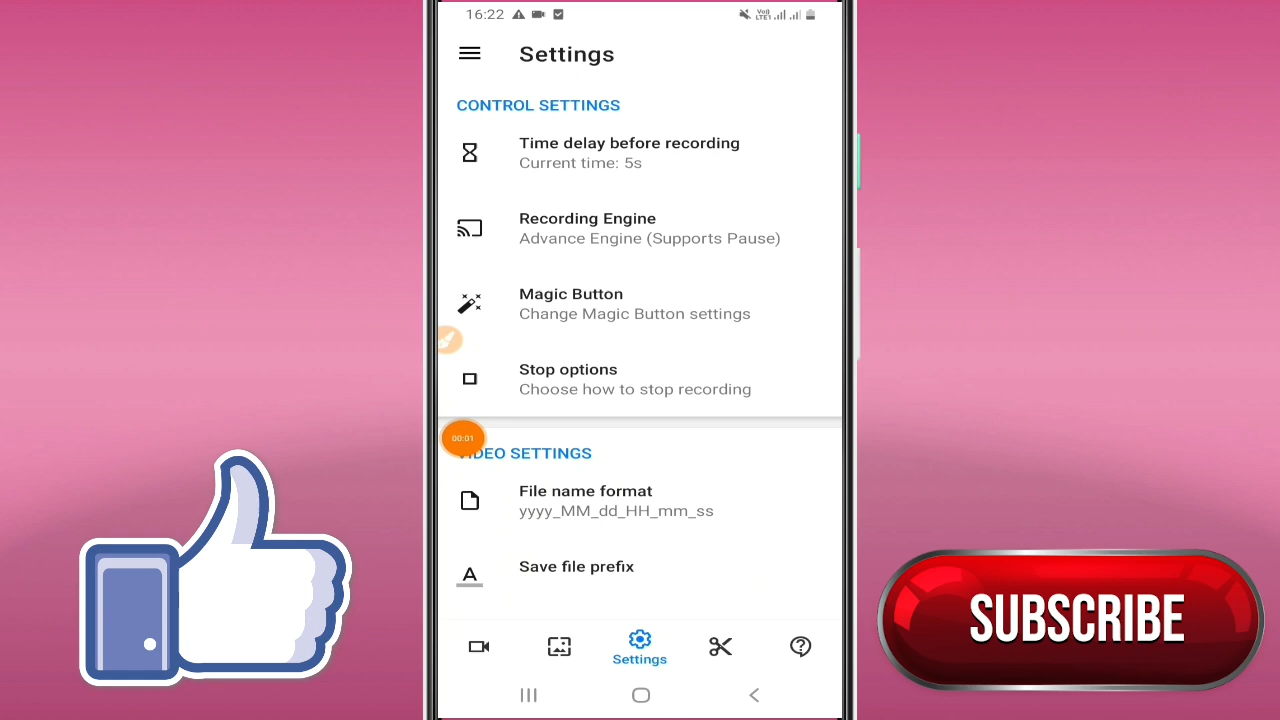 16:22
Vo) LTE1
Settings
CONTROL SETTINGS
Time delay before recording
Current time: 5s
Recording Engine
Advance Engine (Supports Pause)
Magic Button
Change Magic Button settings
Stop options
Choose how to stop recording
00:01
DEO SETTINGS
File name format
yyyy_MM_dd_HH_mm_ss
A
Save file prefix
Settings
SUBSCRIBE